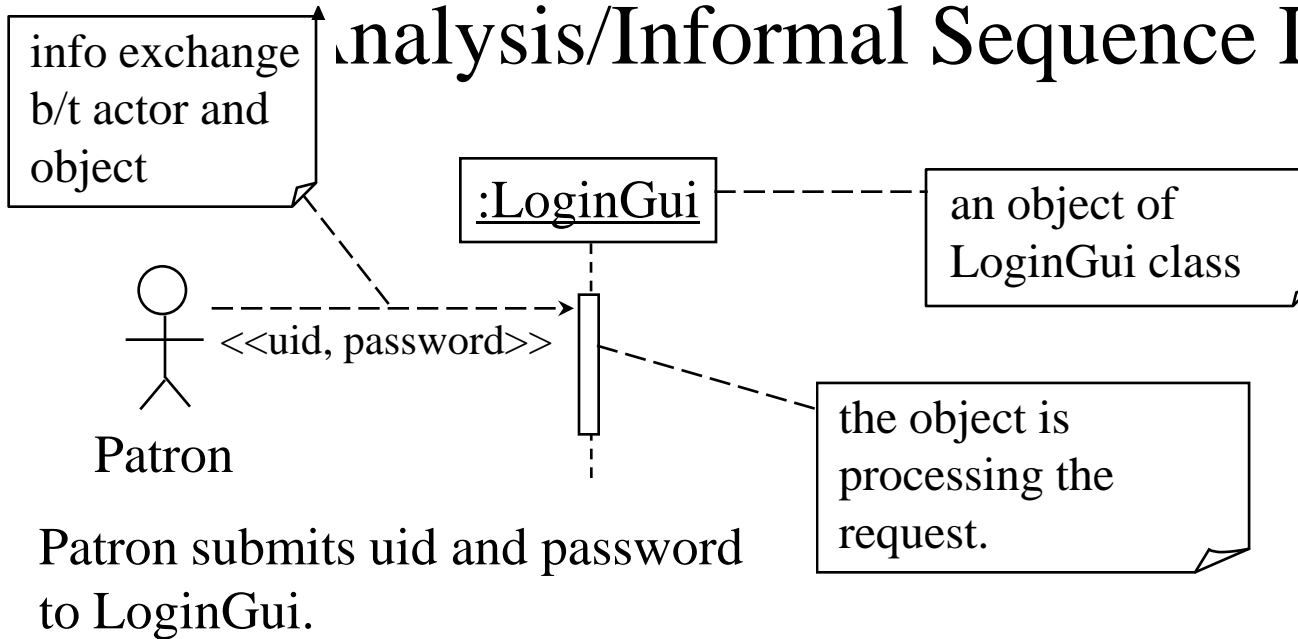 info exchange
b/t actor and
object
nalysis/Informal Sequence
:LoginGui
an object of
LoginGui class
<<uid, password>>
Patron
the object is
processing the
request.
Patron submits uid and password
to LoginGui.